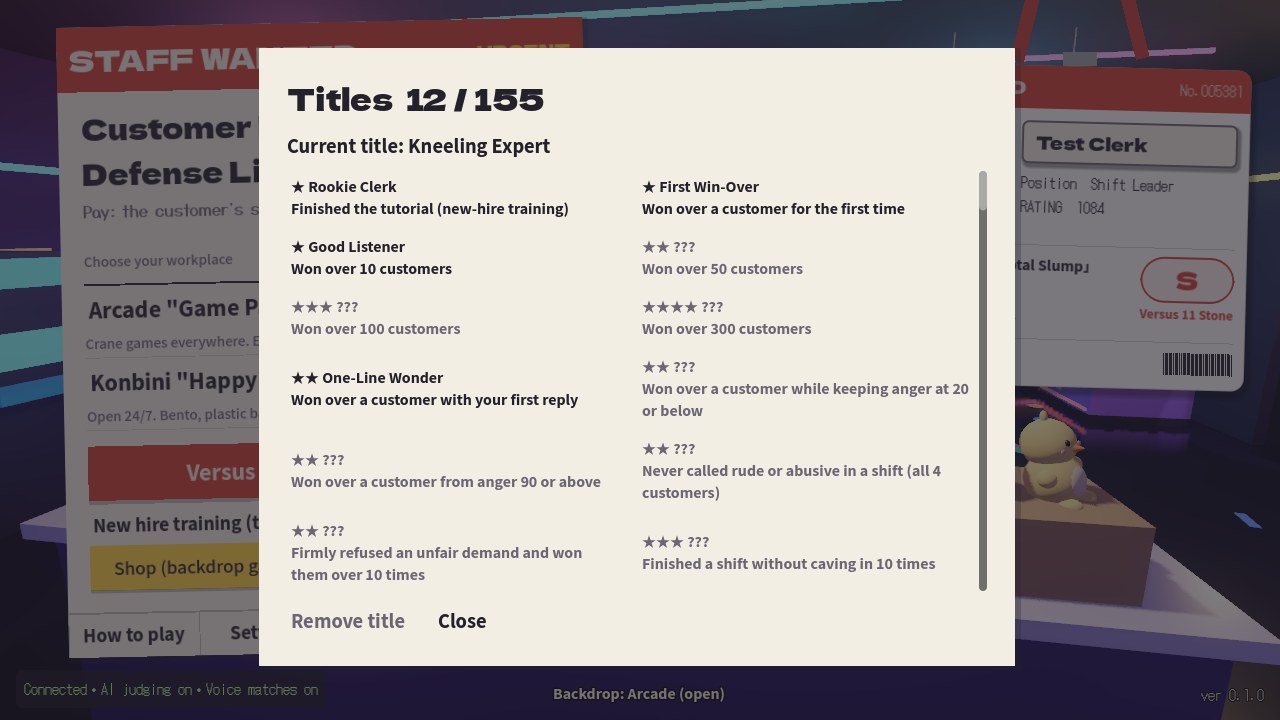 STAFF WA
Customer
Defense Li
Pay: the customer's s
Choose your workplace
Arcade "Game P
Crane games everywhere. E
Konbini "Happy
Open 24/7. Bento, plastic b
Versus
New hire training (t
Shop (backdrop g
How to play
Set
Titles 12 / 155
Current title: Kneeling Expert
★ Rookie Clerk
Finished the tutorial (new-hire training)
★ First Win-Over
Won over a customer for the first time
★ Good Listener
Won over 10 customers
★★ ???
Won over 50 customers
★★★ ???
Won over 100 customers
★★★★ ???
Won over 300 customers
★★ One-Line Wonder
Won over a customer with your first reply
★★ ???
Won over a customer while keeping anger at 20
or below
★★ ???
Won over a customer from anger 90 or above
★★ ???
Never called rude or abusive in a shift (all 4
customers)
★★ ???
Firmly refused an unfair demand and won
them over 10 times
★★★ ???
Finished a shift without caving in 10 times
Remove title
Close
No. 005381
Test Clerk
Position Shift Leader
RATING 1084
tal Slump」
S
Versus 11 Stone
Connected • AI judging on • Voice matches on
Backdrop: Arcade (open)
ver 0.1.0